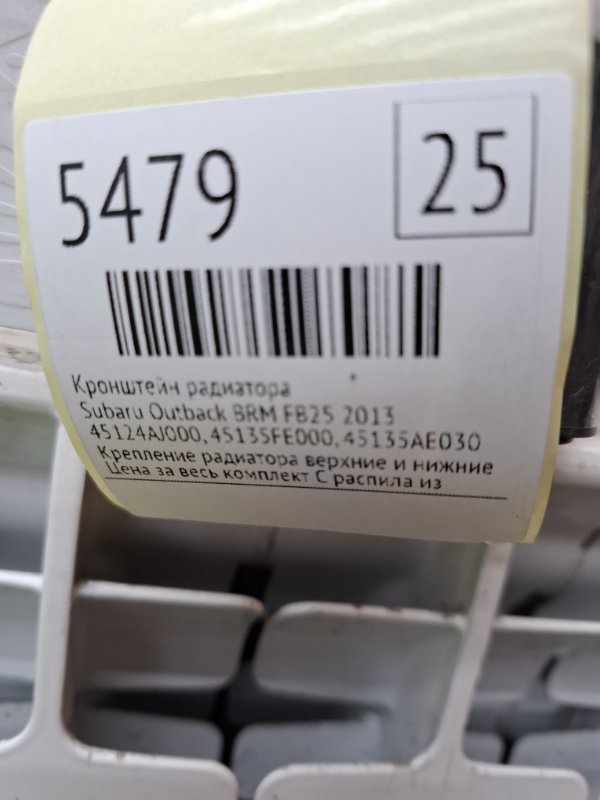 5479
25
Кронштейн радиатора
Subaru Outback BRM FB25 2013
45124AJ000, 45135FE000, 45135AE030
Крепление радиатора верхние и нижние
Цена за весь комплект С распила из